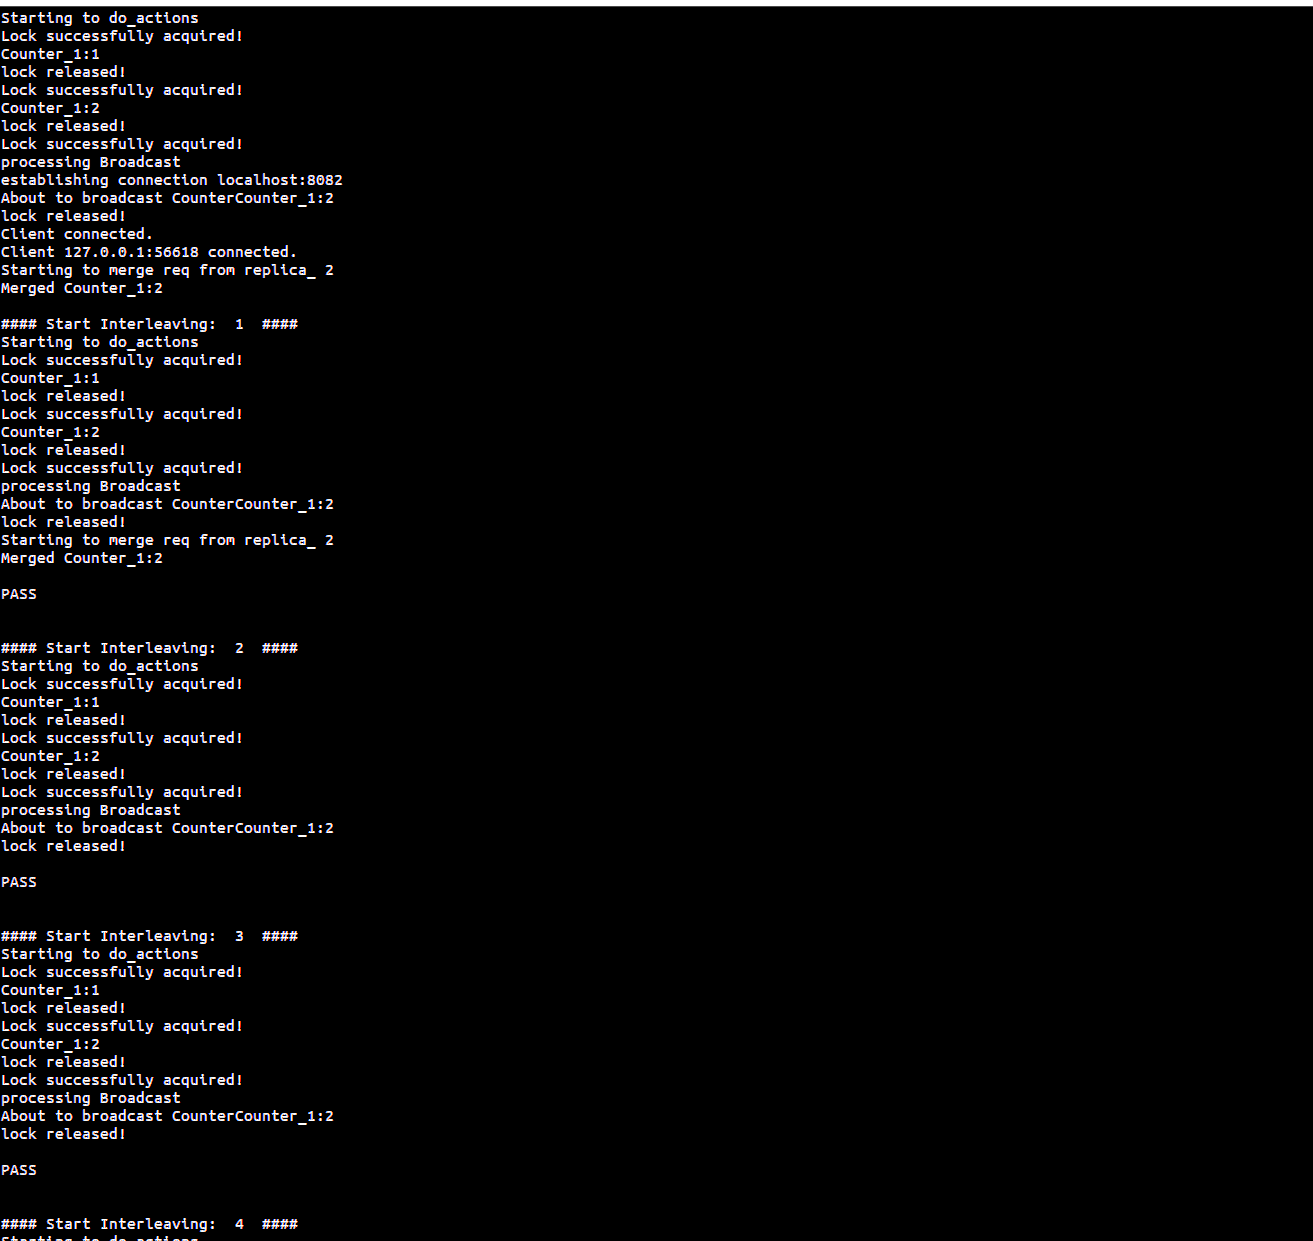 Starting to do_actions
Lock successfully acquired!
Counter_1:1
lock released!
Lock successfully acquired!
Counter_1:2
lock released!
Lock successfully acquired!
processing Broadcast
establishing connection localhost:8082
About to broadcast CounterCounter_1:2
lock released!
Client connected.
Client 127.0.0.1:56618 connected.
Starting to merge req from replica_ 2
Merged Counter_1:2
#### Start Interleaving:  1  ####
Starting to do_actions
Lock successfully acquired!
Counter_1:1
lock released!
Lock successfully acquired!
Counter_1:2
lock released!
Lock successfully acquired!
processing Broadcast
About to broadcast CounterCounter_1:2
lock released!
Starting to merge req from replica_ 2
Merged Counter_1:2
PASS
#### Start Interleaving:  2  ####
Starting to do_actions
Lock successfully acquired!
Counter_1:1
lock released!
Lock successfully acquired!
Counter_1:2
lock released!
Lock successfully acquired!
processing Broadcast
About to broadcast CounterCounter_1:2
lock released!
PASS
#### Start Interleaving:  3  ####
Starting to do_actions
Lock successfully acquired!
Counter_1:1
lock released!
Lock successfully acquired!
Counter_1:2
lock released!
Lock successfully acquired!
processing Broadcast
About to broadcast CounterCounter_1:2
lock released!
PASS
#### Start Interleaving:  4  ####
Starting to do_actions